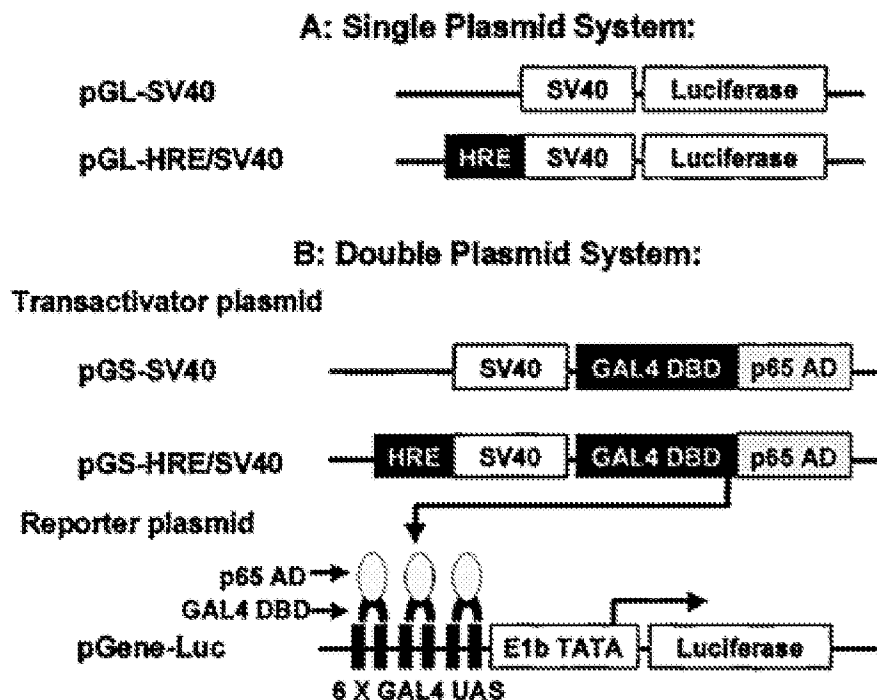 A: Single Plasmid System:
pGL-SV40 SV40 Luciferase
pGL-HRE/SV40 HRE SV40 Luciferase
B: Double Plasmid System:
Transactivator plasmid
pGS-SV40 SV40 GAL4 DBD p65 AD
pGS-HRE/SV40 HRE SV40 GAL4 DBD p65 AD
Reporter plasmid
p65 AD
GAL4 DBD
pGene-Luc E1b TATA Luciferase
6 X GAL4 UAS